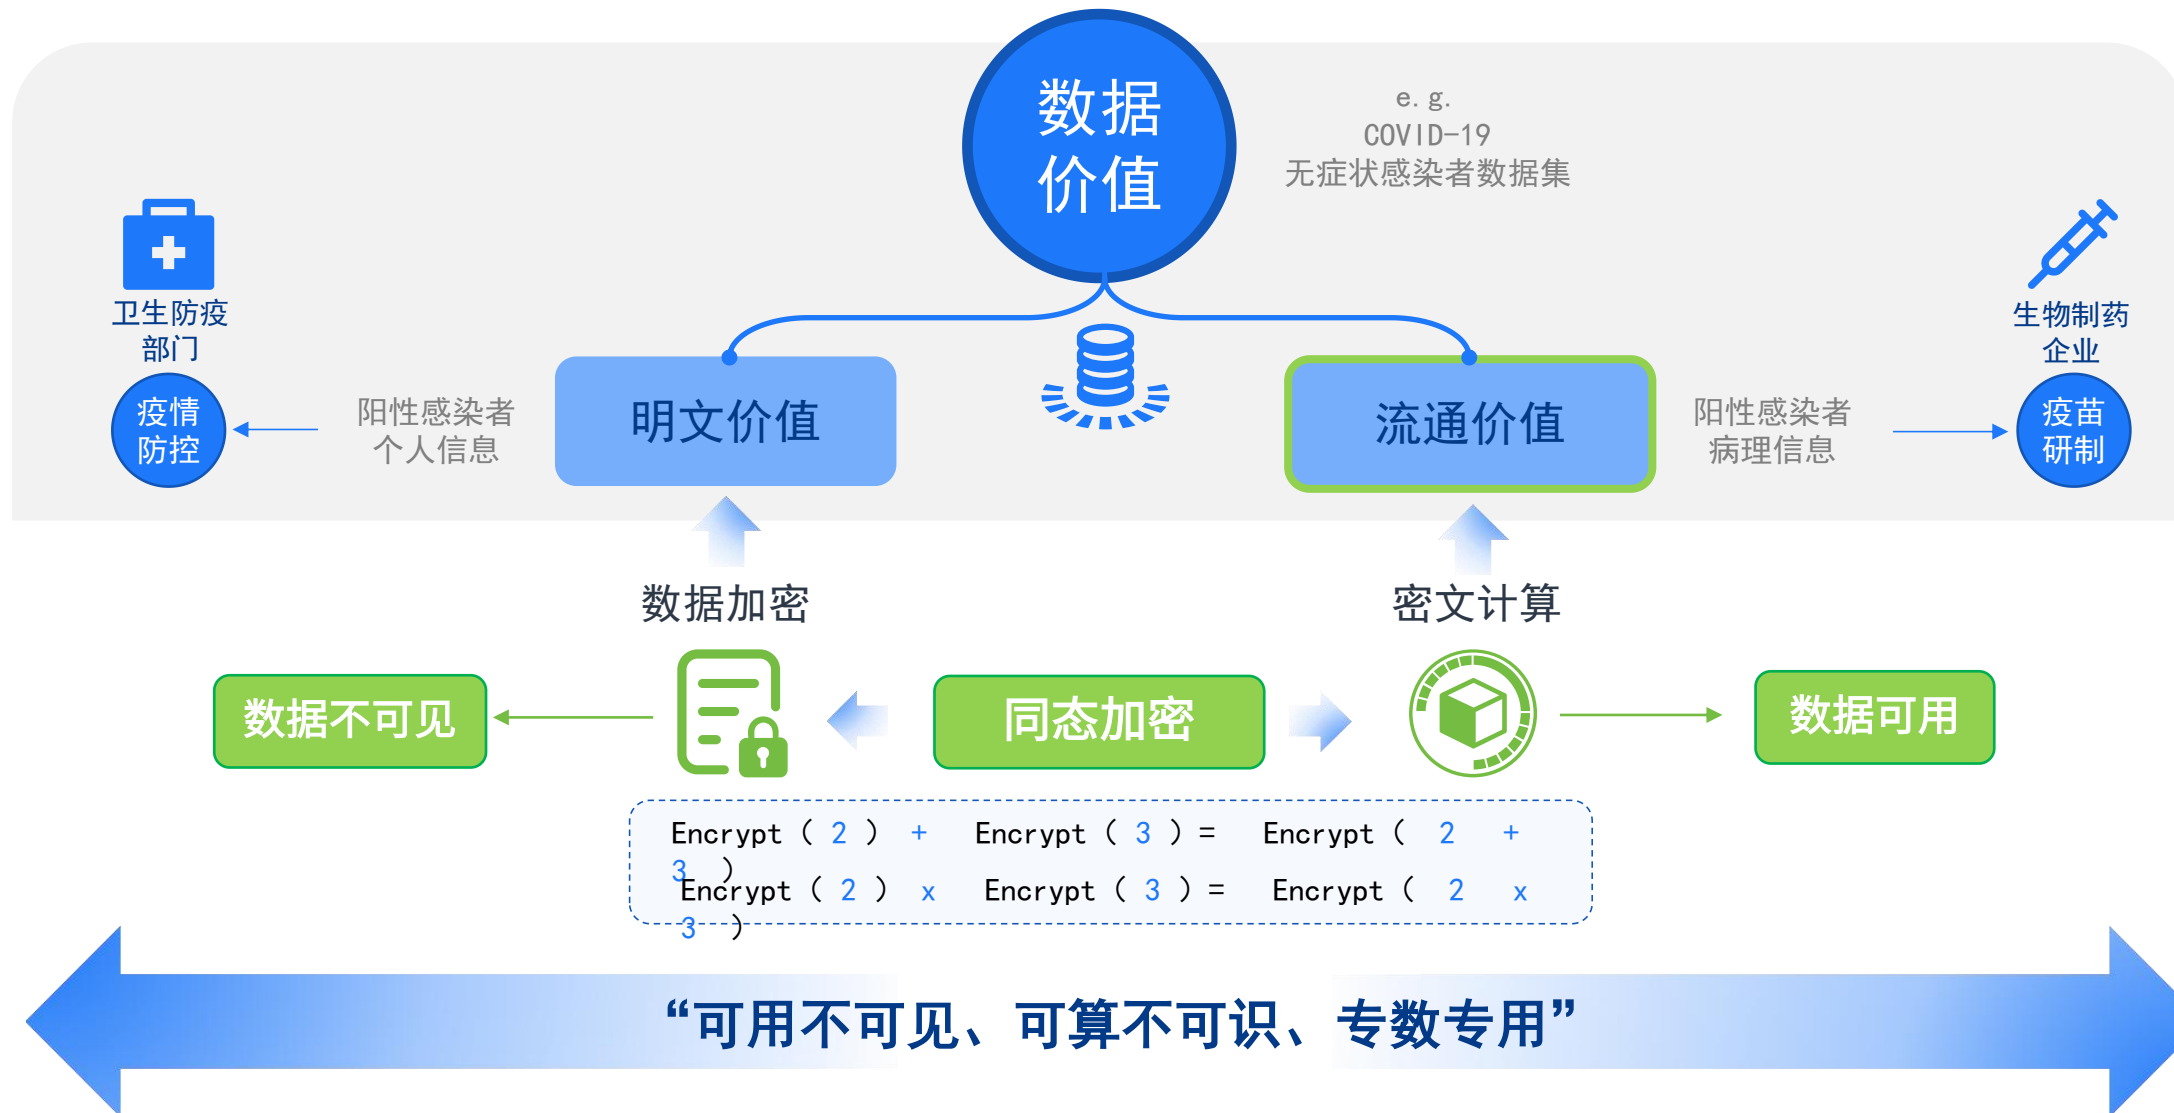 数据
价值
e.g.
COVID-19
无症状感染者数据集
卫生防疫
部门
疫情
防控
阳性感染者
个人信息
明文价值
流通价值
阳性感染者
病理信息
生物制药
企业
疫苗
研制
数据加密
密文计算
数据不可见
同态加密
数据可用
Encrypt ( 2 ) + Encrypt ( 3 ) = Encrypt ( 2 +
3 )
Encrypt ( 2 ) x Encrypt ( 3 ) = Encrypt ( 2 x
3 )
“可用不可见、可算不可识、专数专用”